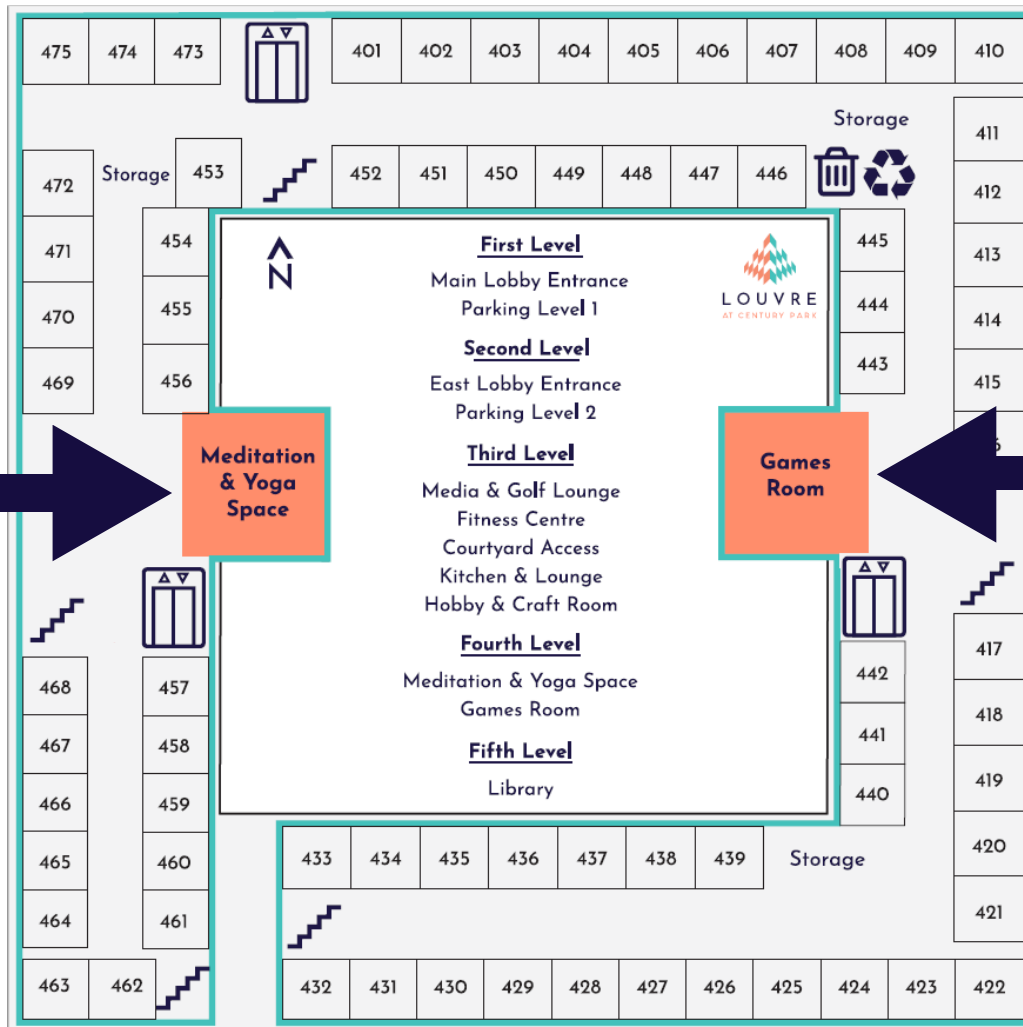 475 474 473 401 402 403 404 405 406 407 408 409 410
Storage
411
Storage 453 452 451 450 449 448 447 446
472 412
454 445
471 413
455 444
470 414
456 443
469 415
N
First Level
Main Lobby Entrance
Parking Level 1
LOUVRE
AT CENTURY PARK
Second Level
East Lobby Entrance
Parking Level 2
Third Level
Media & Golf Lounge
Fitness Centre
Courtyard Access
Kitchen & Lounge
Hobby & Craft Room
Fourth Level
Meditation & Yoga Space
Games Room
Fifth Level
Library
Meditation
& Yoga
Space
Games
Room
417
468 457 442
418
467 458 441
419
466 459 440
420
465 460 433 434 435 436 437 438 439 Storage
464 461 421
463 462 432 431 430 429 428 427 426 425 424 423 422